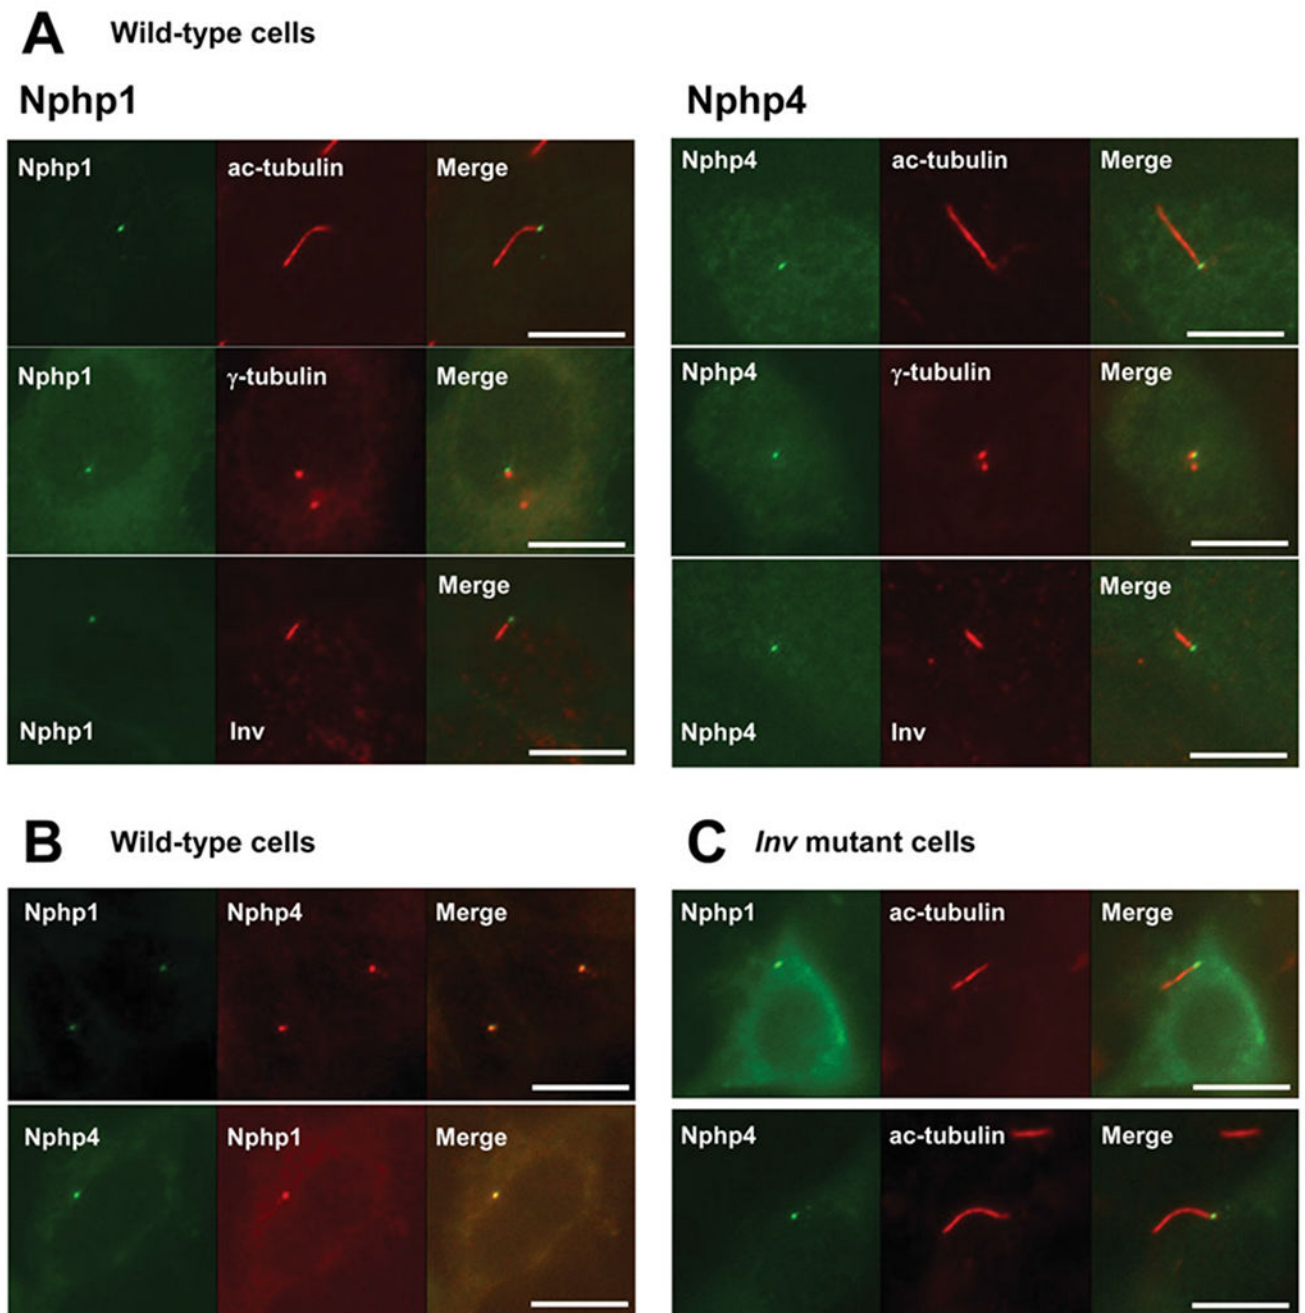 A Wild-type cells
Nphp1
Nphp1 ac-tubulin Merge
Nphp1 γ-tubulin Merge
Merge
Nphp1 Inv
Nphp4
Nphp4 ac-tubulin Merge
Nphp4 γ-tubulin Merge
Merge
Nphp4 Inv
B Wild-type cells
Nphp1 Nphp4 Merge
Nphp4 Nphp1 Merge
C Inv mutant cells
Nphp1 ac-tubulin Merge
Nphp4 ac-tubulin Merge